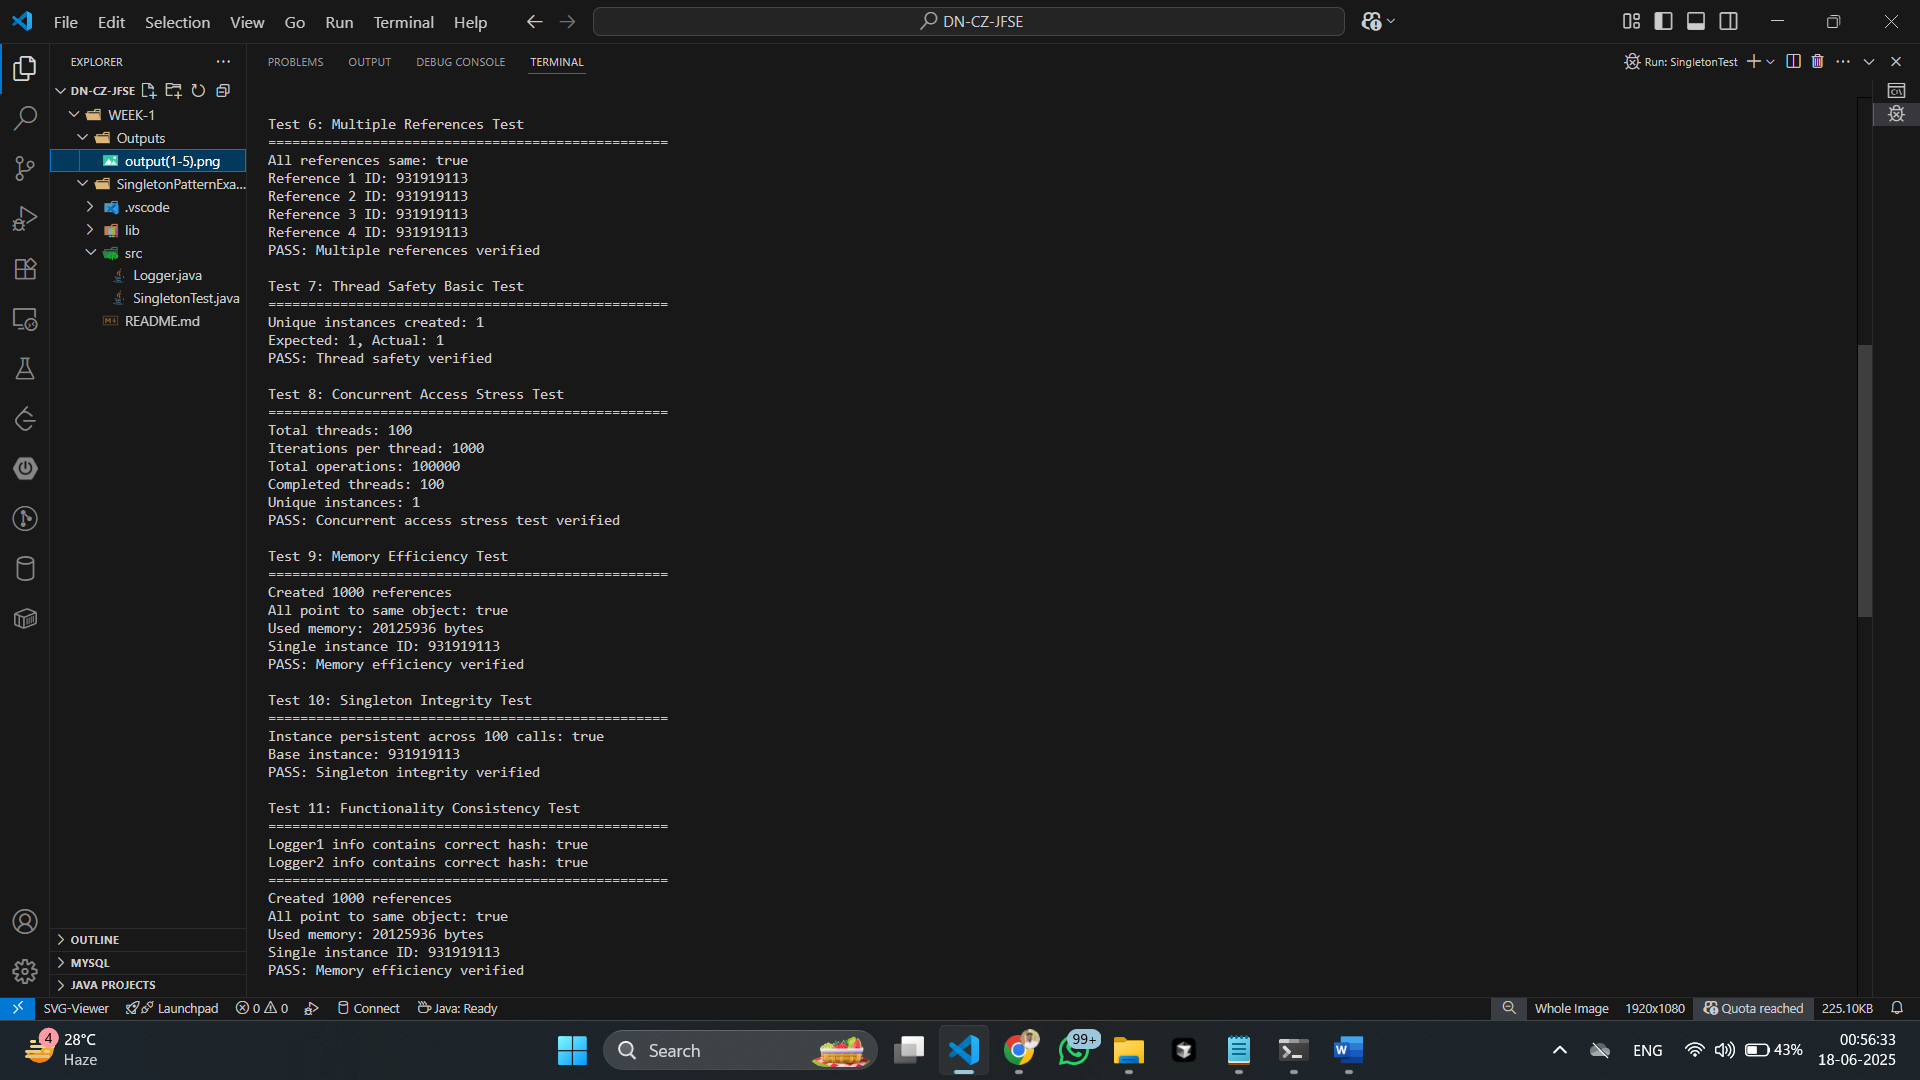 File Edit Selection View Go Run Terminal Help
DN-CZ-JFSE
EXPLORER
DN-CZ-JFSE
WEEK-1
Outputs
output(1-5).png
SingletonPatternExa...
.vscode
lib
src
Logger.java
SingletonTest.java
README.md
OUTLINE
MYSQL
JAVA PROJECTS
PROBLEMS OUTPUT DEBUG CONSOLE TERMINAL
Run: SingletonTest
Test 6: Multiple References Test
==================================================
All references same: true
Reference 1 ID: 931919113
Reference 2 ID: 931919113
Reference 3 ID: 931919113
Reference 4 ID: 931919113
PASS: Multiple references verified
Test 7: Thread Safety Basic Test
==================================================
Unique instances created: 1
Expected: 1, Actual: 1
PASS: Thread safety verified
Test 8: Concurrent Access Stress Test
==================================================
Total threads: 100
Iterations per thread: 1000
Total operations: 100000
Completed threads: 100
Unique instances: 1
PASS: Concurrent access stress test verified
Test 9: Memory Efficiency Test
==================================================
Created 1000 references
All point to same object: true
Used memory: 20125936 bytes
Single instance ID: 931919113
PASS: Memory efficiency verified
Test 10: Singleton Integrity Test
==================================================
Instance persistent across 100 calls: true
Base instance: 931919113
PASS: Singleton integrity verified
Test 11: Functionality Consistency Test
==================================================
Logger1 info contains correct hash: true
Logger2 info contains correct hash: true
==================================================
Created 1000 references
All point to same object: true
Used memory: 20125936 bytes
Single instance ID: 931919113
PASS: Memory efficiency verified
SVG-Viewer Launchpad 0 0 Connect Java: Ready
Whole Image 1920x1080 Quota reached 225.10KB
4
28°C
Haze
Search
99+
ENG
43%
00:56:33
18-06-2025